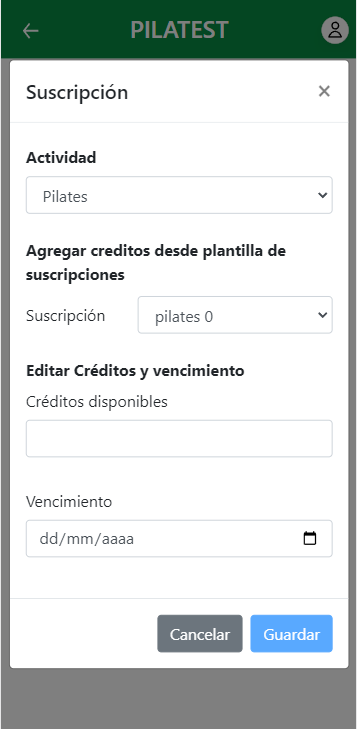 PILATEST
Suscripción ×
Actividad
Pilates
Agregar creditos desde plantilla de
suscripciones
Suscripción pilates 0
Editar Créditos y vencimiento
Créditos disponibles
Vencimiento
dd/mm/aaaa
Cancelar Guardar